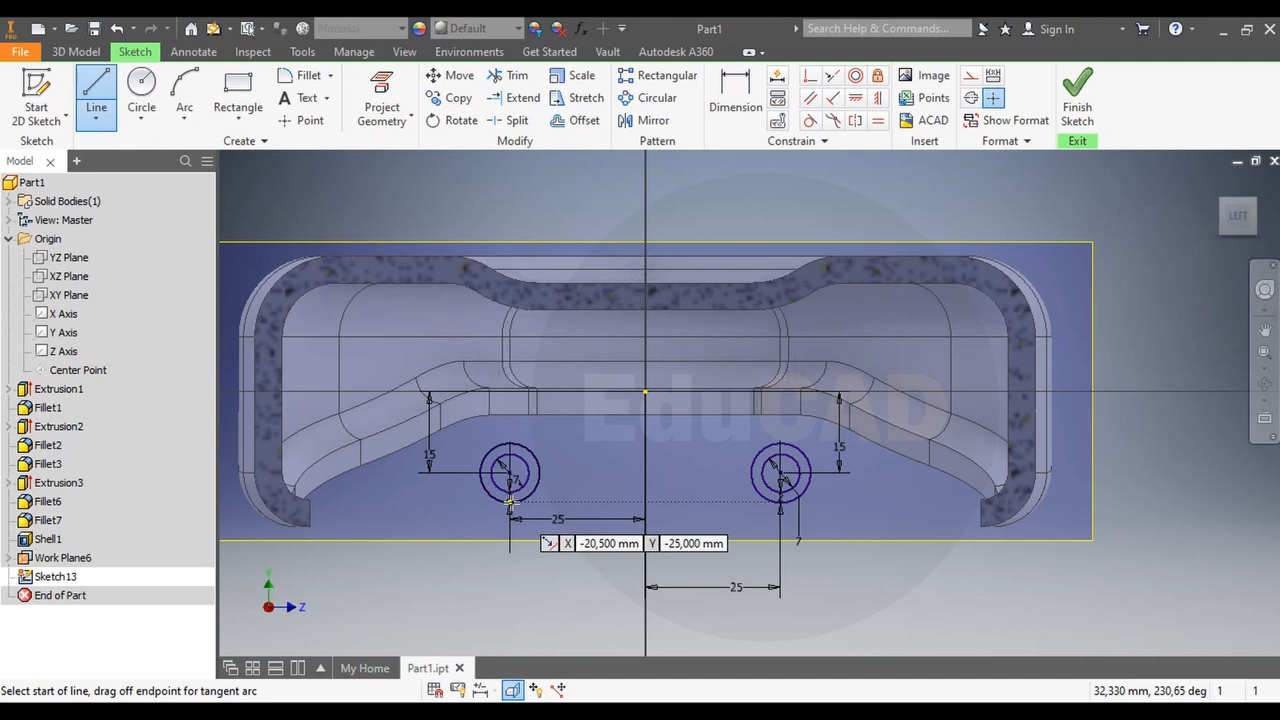 PRO
Material
Default
Part1
Search Help & Commands...
Sign In
File
3D Model
Sketch
Annotate
Inspect
Tools
Manage
View
Environments
Get Started
Vault
Autodesk A360
Start
2D Sketch
Line
Circle
Arc
Rectangle
Fillet
Text
Point
Project
Geometry
Move
Copy
Rotate
Trim
Extend
Split
Scale
Stretch
Offset
Rectangular
Circular
Mirror
Dimension
Image
Points
ACAD
Show Format
Finish
Sketch
Sketch
Create
Modify
Pattern
Constrain
Insert
Format
Exit
Model
Part1
Solid Bodies(1)
View: Master
Origin
YZ Plane
XZ Plane
XY Plane
X Axis
Y Axis
Z Axis
Center Point
Extrusion1
Fillet1
Extrusion2
Fillet2
Fillet3
Extrusion3
Fillet6
Fillet7
Shell1
Work Plane6
Sketch13
End of Part
LEFT
EduCAD
15
15
7
25
X -20,500 mm Y -25,000 mm
7
25
Y
Z
My Home
Part1.ipt
Select start of line, drag off endpoint for tangent arc
32,330 mm, 230,65 deg
1
1